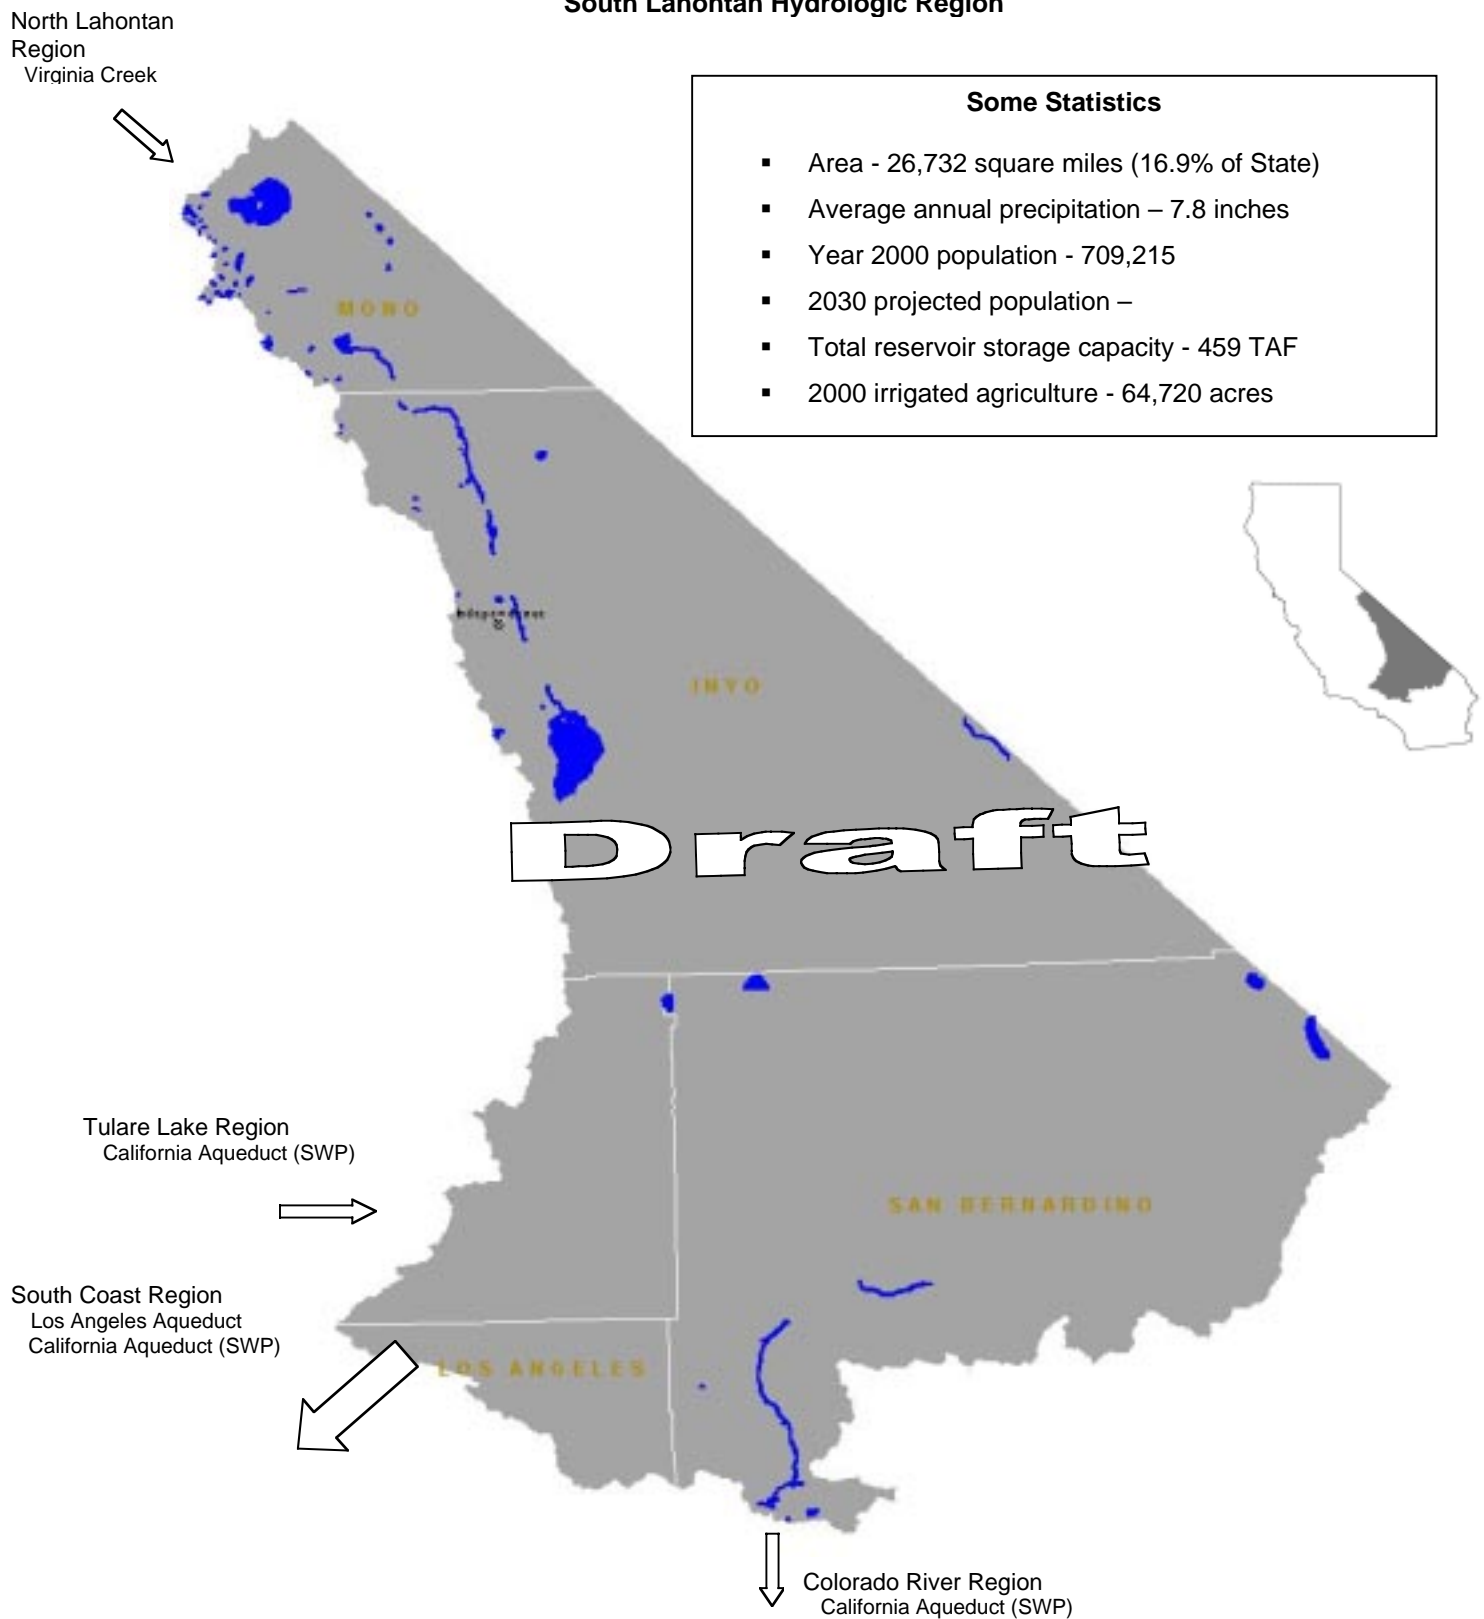 South Lahontan Hydrologic Region
North Lahontan
Region
Virginia Creek
Some Statistics
▪ Area - 26,732 square miles (16.9% of State)
▪ Average annual precipitation – 7.8 inches
▪ Year 2000 population - 709,215
▪ 2030 projected population –
▪ Total reservoir storage capacity - 459 TAF
▪ 2000 irrigated agriculture - 64,720 acres
MONO
Independence
INYO
Draft
Tulare Lake Region
California Aqueduct (SWP)
SAN BERNARDINO
South Coast Region
Los Angeles Aqueduct
California Aqueduct (SWP)
LOS ANGELES
Colorado River Region
California Aqueduct (SWP)